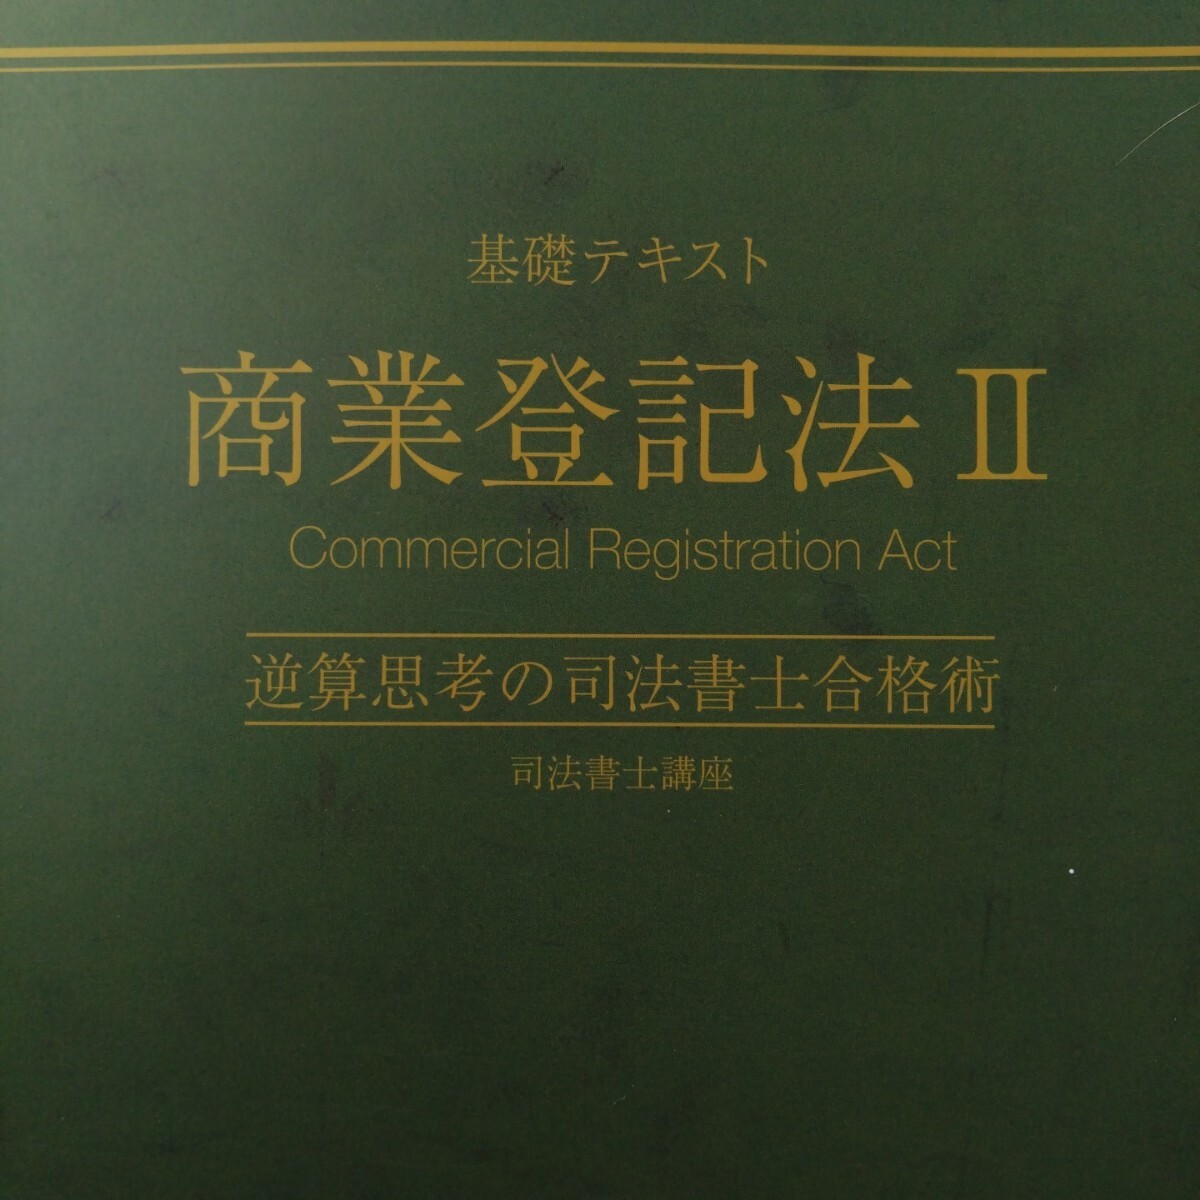 基礎テキスト
商業登記法Ⅱ
Commercial Registration Act
逆算思考の司法書士合格術
司法書士講座